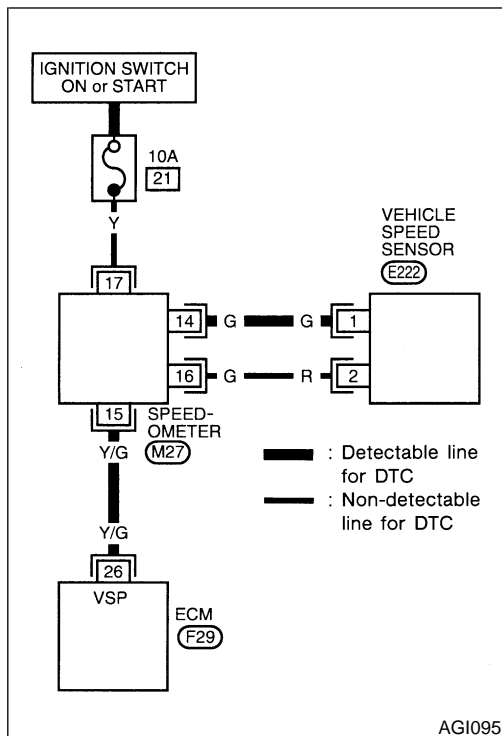 IGNITION SWITCH
ON or START
10A
21
Y
17
VEHICLE
SPEED
SENSOR
E222
14 G G 1
16 G R 2
15 SPEED-
OMETER
M27
Y/G
: Detectable line
for DTC
: Non-detectable
line for DTC
Y/G
26
VSP
ECM
F29
AGI095